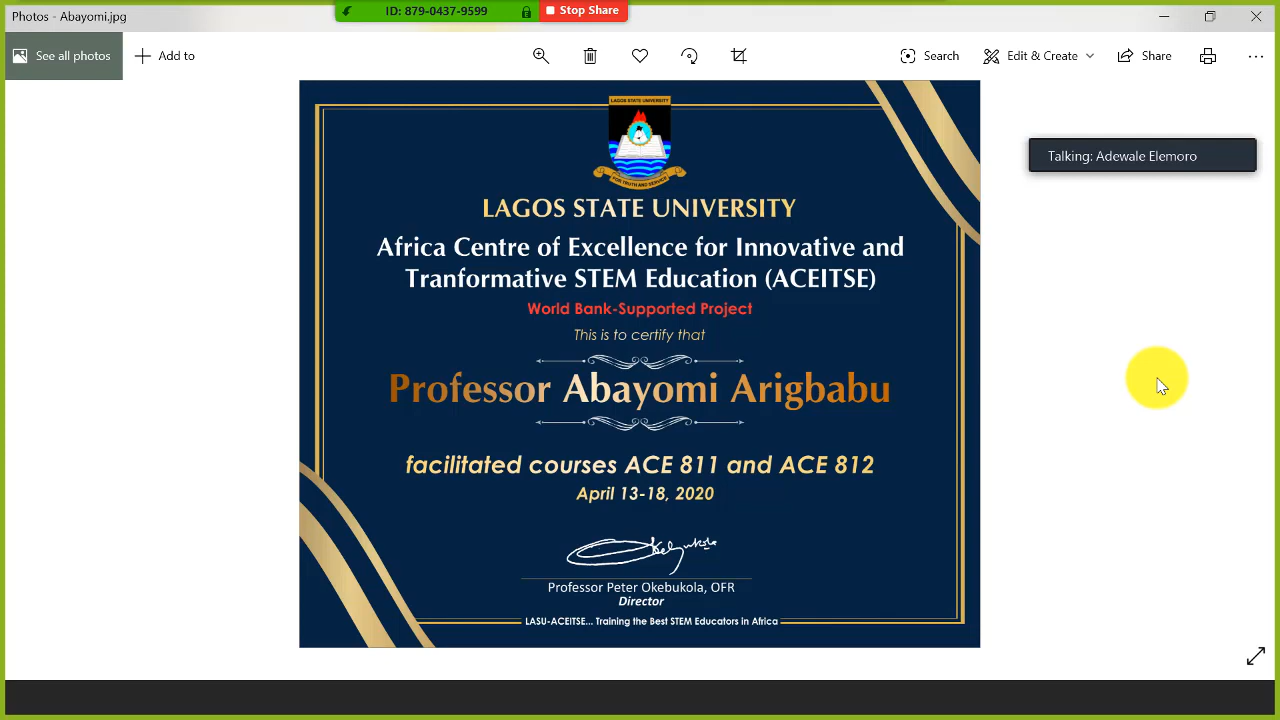 Photos - Abayomi.jpg
ID: 879-0437-9599
Stop Share
See all photos
Add to
Search
Edit & Create
Share
Talking: Adewale Elemoro
LAGOS STATE UNIVERSITY
FOR TRUTH AND SERVICE
LAGOS STATE UNIVERSITY
Africa Centre of Excellence for Innovative and
Tranformative STEM Education (ACEITSE)
World Bank-Supported Project
This is to certify that
Professor Abayomi Arigbabu
facilitated courses ACE 811 and ACE 812
April 13-18, 2020
Professor Peter Okebukola, OFR
Director
LASU-ACEITSE... Training the Best STEM Educators in Africa